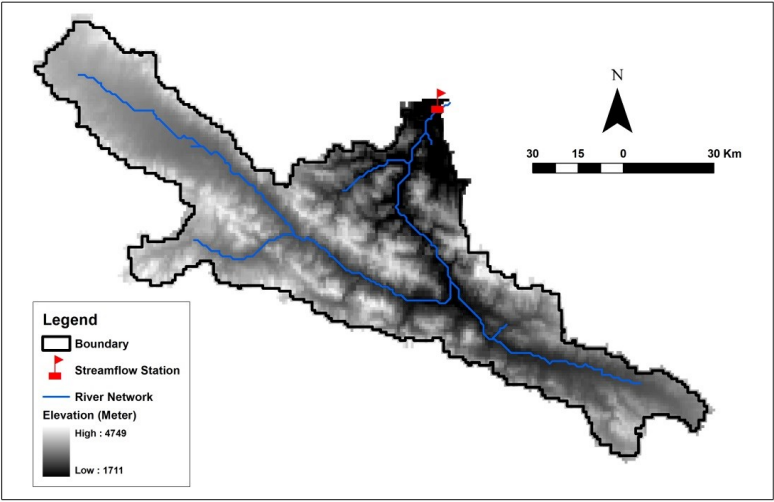 N
30 15 0 30 Km
Legend
Boundary
Streamflow Station
River Network
Elevation (Meter)
High : 4749
Low : 1711